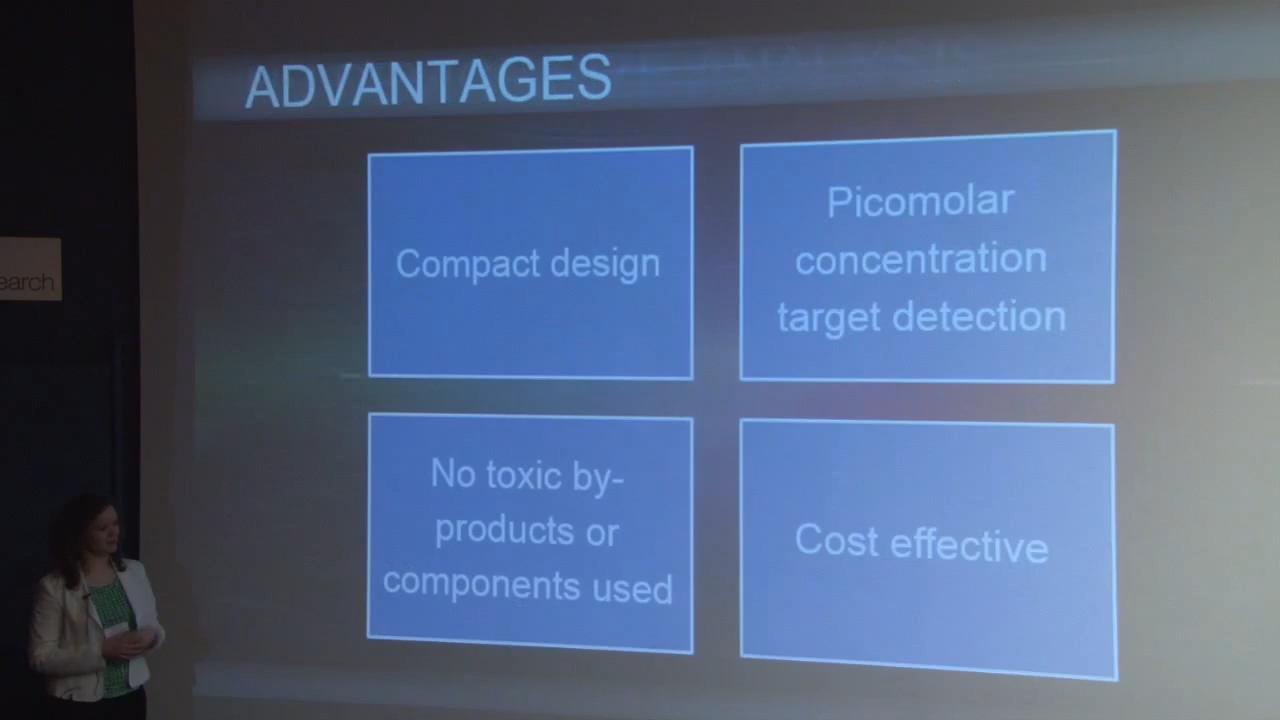 ADVANTAGES
Compact design
Picomolar
concentration
target detection
No toxic by-
products or
components used
Cost effective
earch